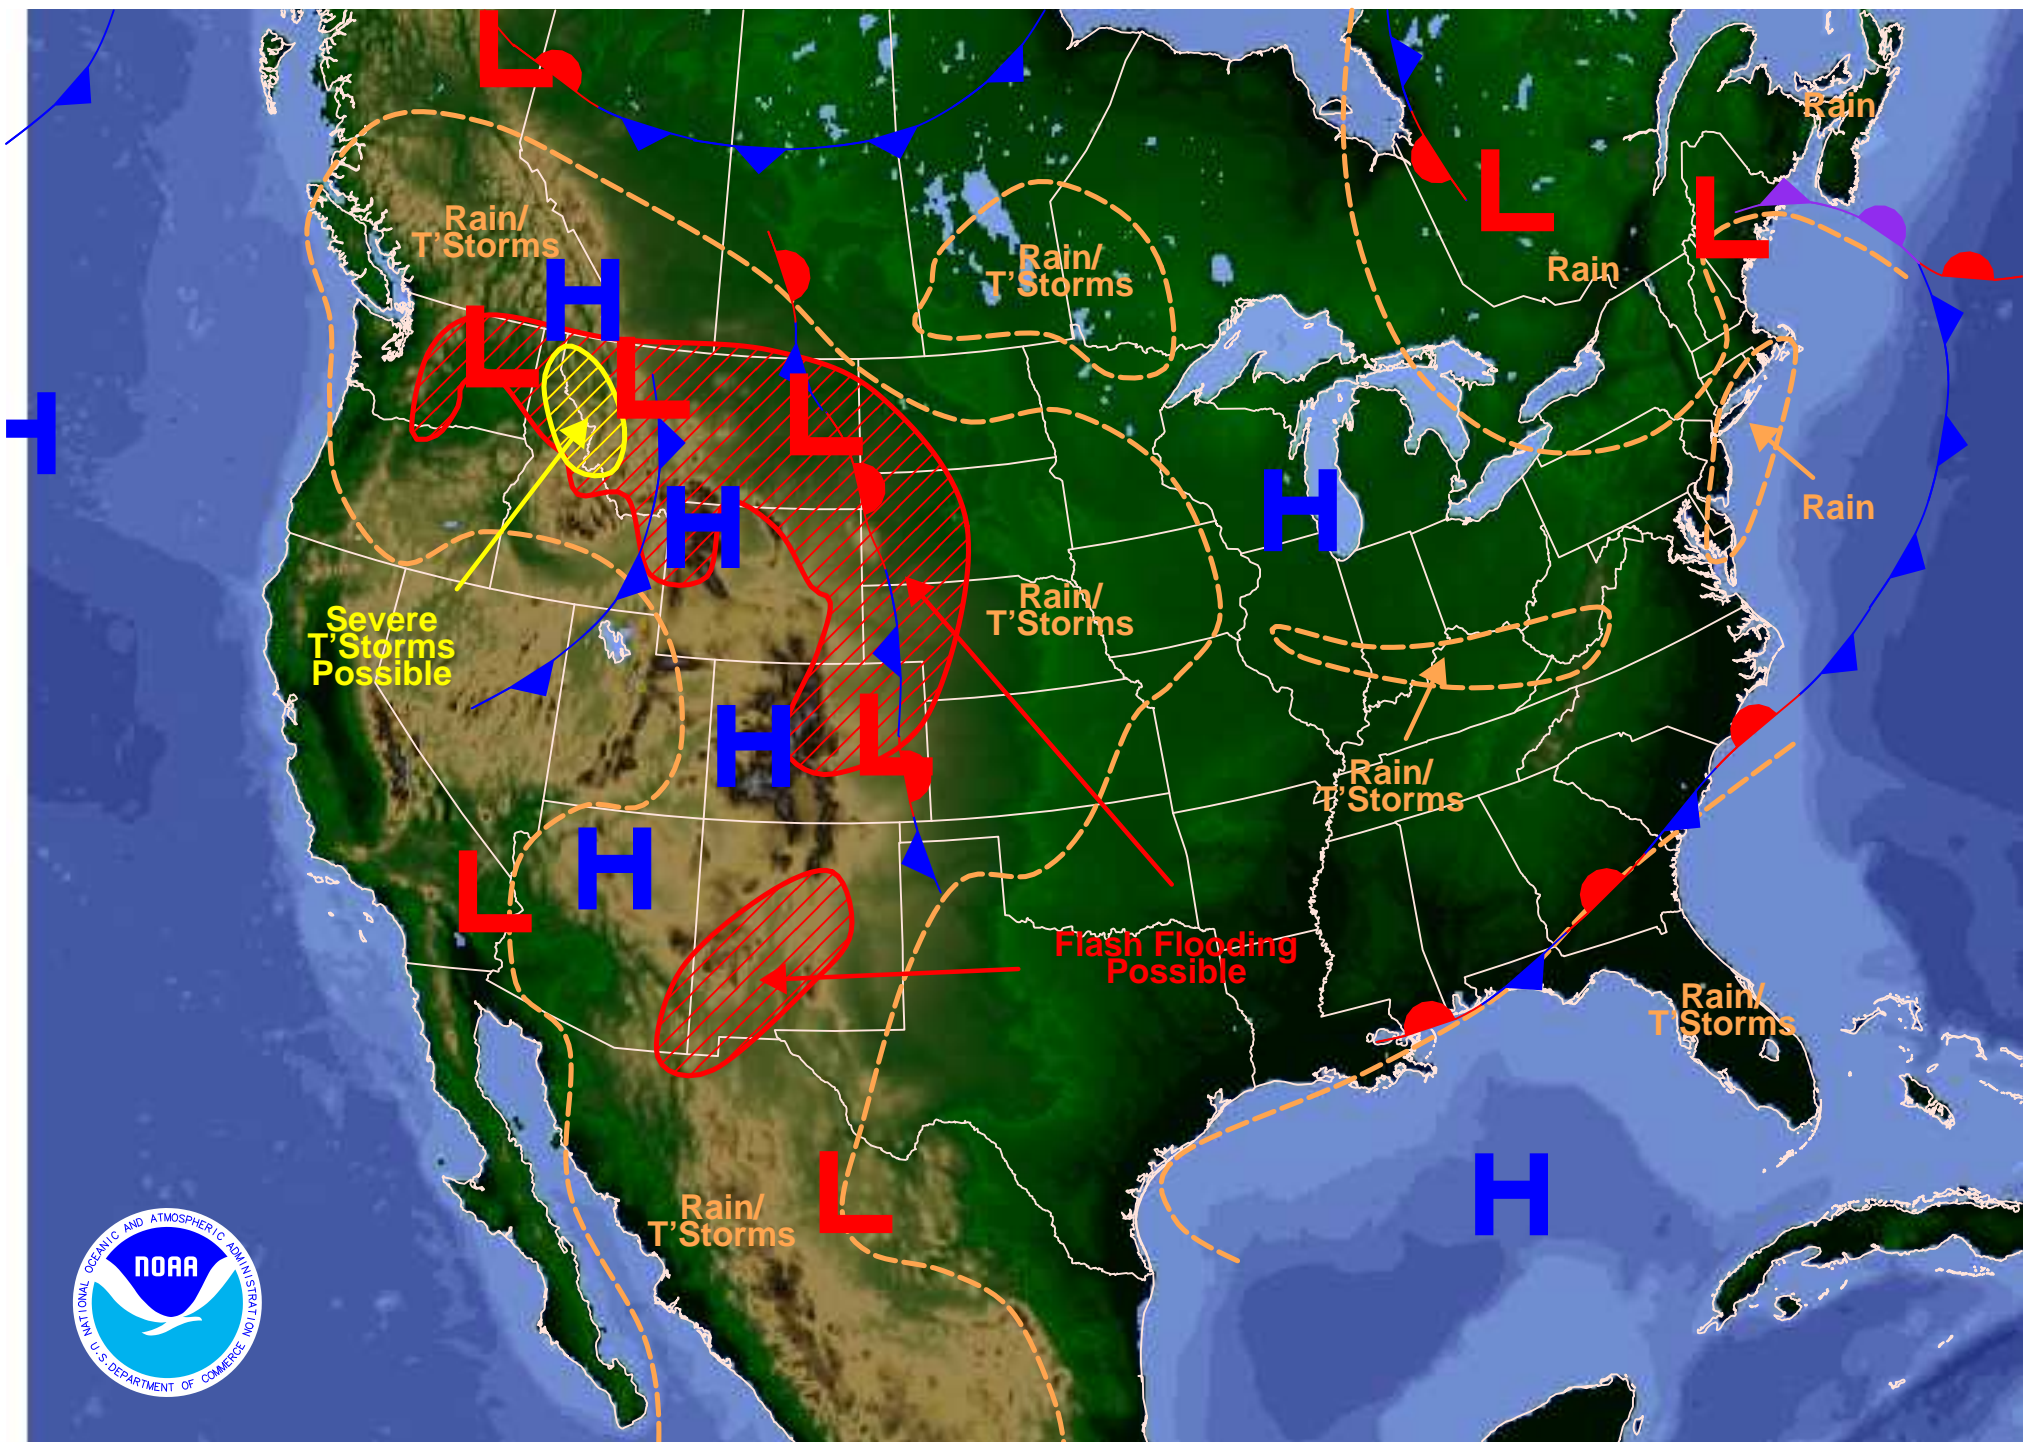 L
Rain
L
L
Rain/
T'Storms
Rain/
T'Storms
Rain
H
L
L
L
H
H
H
Rain
Severe
T'Storms
Possible
Rain/
T'Storms
H
L
Rain/
T'Storms
H
L
Flash Flooding
Possible
Rain/
T'Storms
Rain/
T'Storms
L
H
NATIONAL OCEANIC AND ATMOSPHERIC ADMINISTRATION
NOAA
U.S. DEPARTMENT OF COMMERCE
H